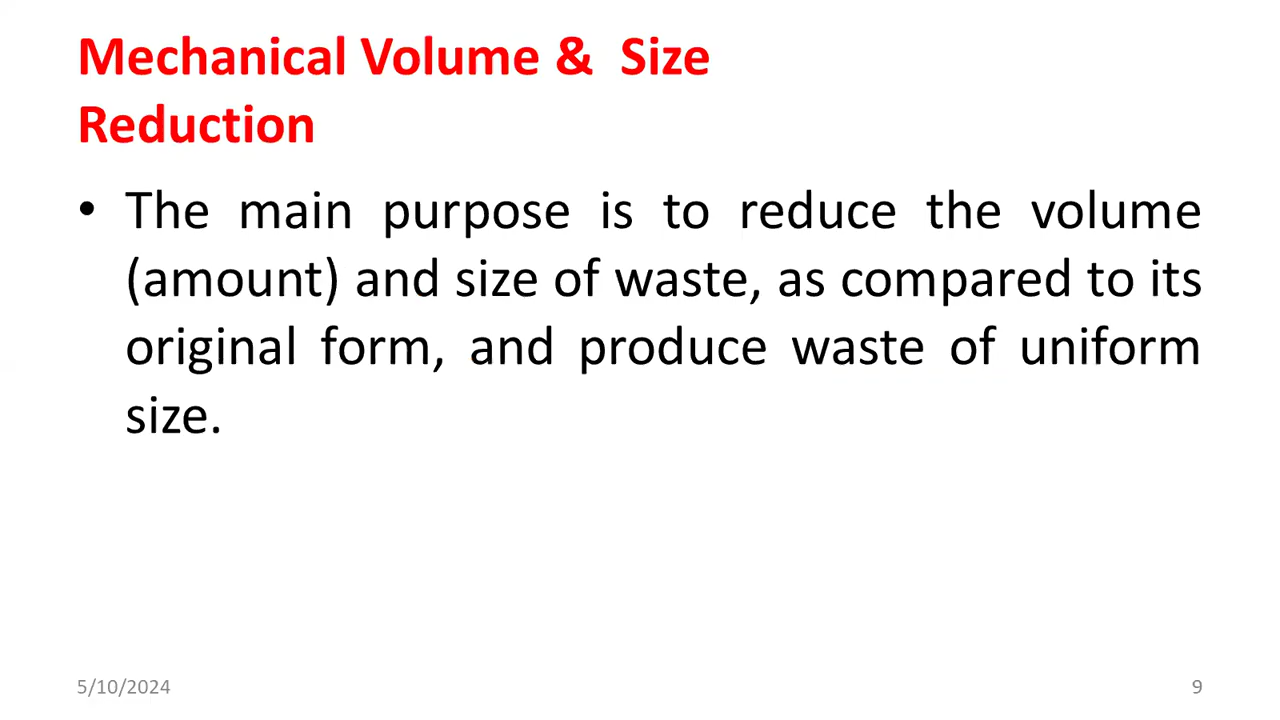 Mechanical Volume & Size
Reduction
• The main purpose is to reduce the volume
(amount) and size of waste, as compared to its
original form, and produce waste of uniform
size.
5/10/2024
9